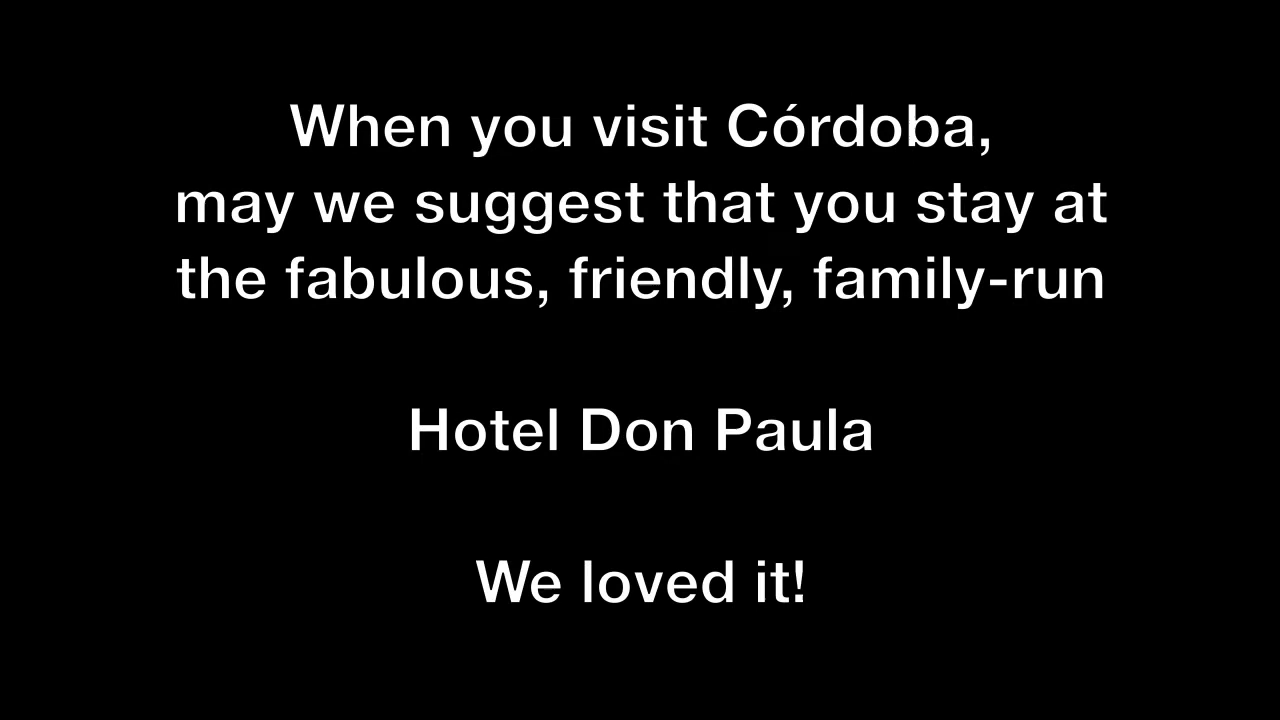 When you visit Córdoba,
may we suggest that you stay at
the fabulous, friendly, family-run
Hotel Don Paula
We loved it!